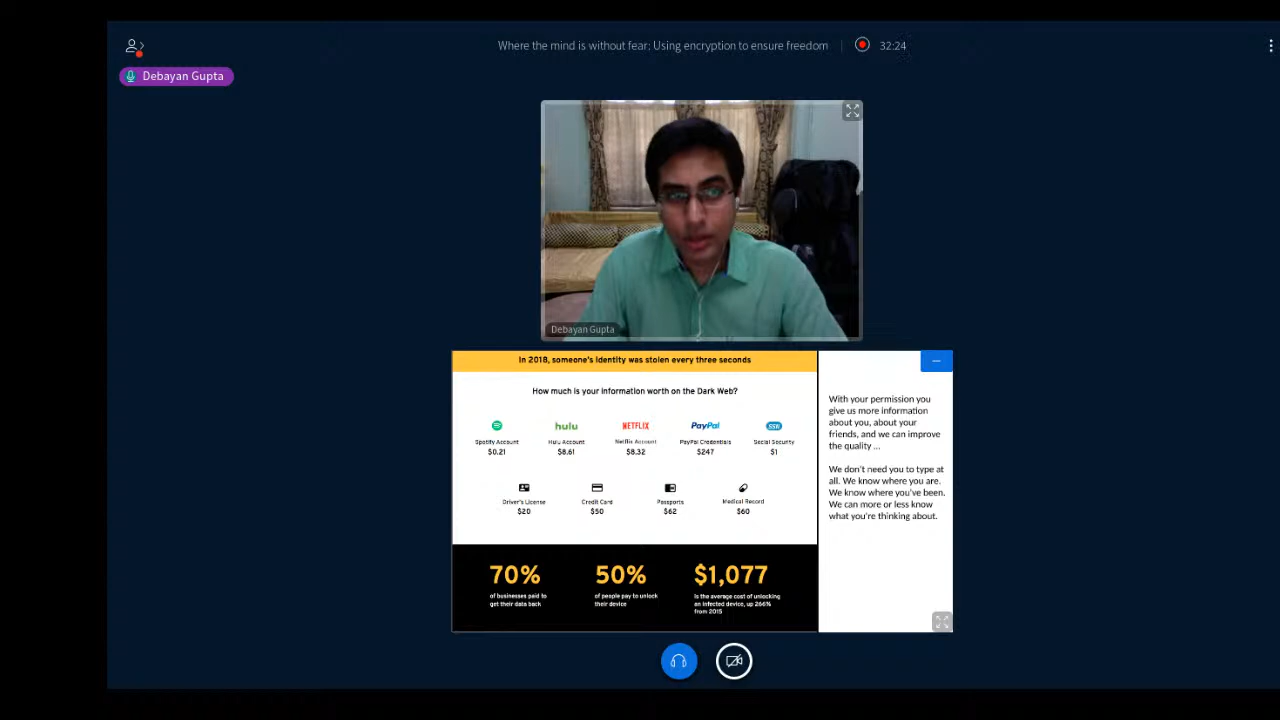 Where the mind is without fear: Using encryption to ensure freedom
32:24
Debayan Gupta
Debayan Gupta
In 2018, someone's identity was stolen every three seconds
How much is your information worth on the Dark Web?
hulu
NETFLIX
PayPal
SSN
Spotify Account
Hulu Account
Netflix Account
PayPal Credentials
Social Security
$0.21
$8.61
$8.32
$247
$1
Driver's License
Credit Card
Passports
Medical Record
$20
$50
$62
$60
70%
50%
$1,077
of businesses paid to
get their data back
of people pay to unlock
their device
is the average cost of unlocking
an infected device, up 266%
from 2015
With your permission you
give us more information
about you, about your
friends, and we can improve
the quality ...
We don't need you to type at
all. We know where you are.
We know where you've been.
We can more or less know
what you're thinking about.